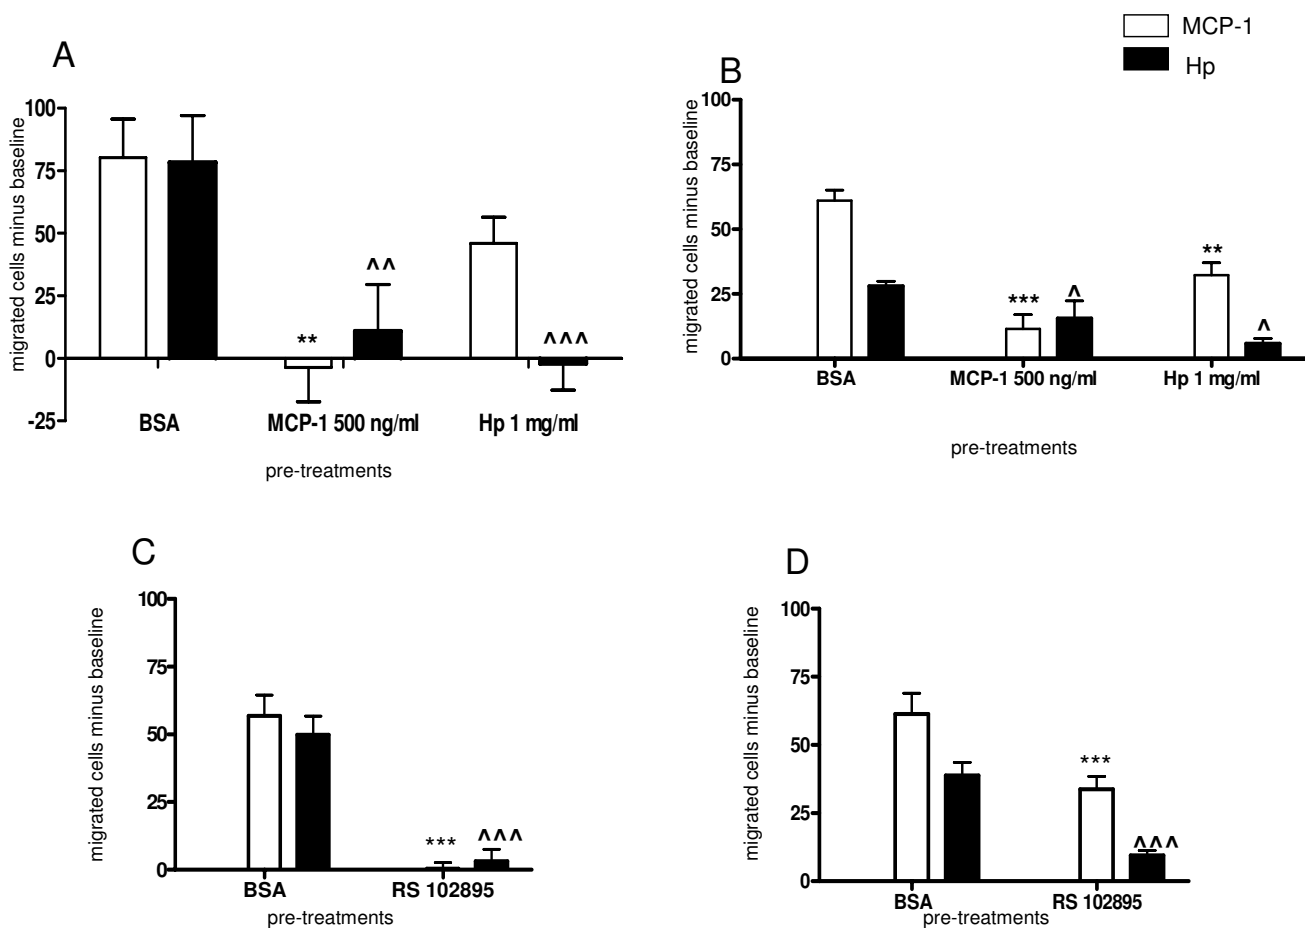 MCP-1
Hp
A
migrated cells minus baseline
100
75
50
25
0
-25
**
^^
^^^
BSA
MCP-1 500 ng/ml
Hp 1 mg/ml
pre-treatments
B
migrated cells minus baseline
100
75
50
25
0
***
^
**
^
BSA
MCP-1 500 ng/ml
Hp 1 mg/ml
pre-treatments
C
migrated cells minus baseline
100
75
50
25
0
***
^^^
BSA
RS 102895
pre-treatments
D
migrated cells minus baseline
100
75
50
25
0
***
^^^
BSA
RS 102895
pre-treatments